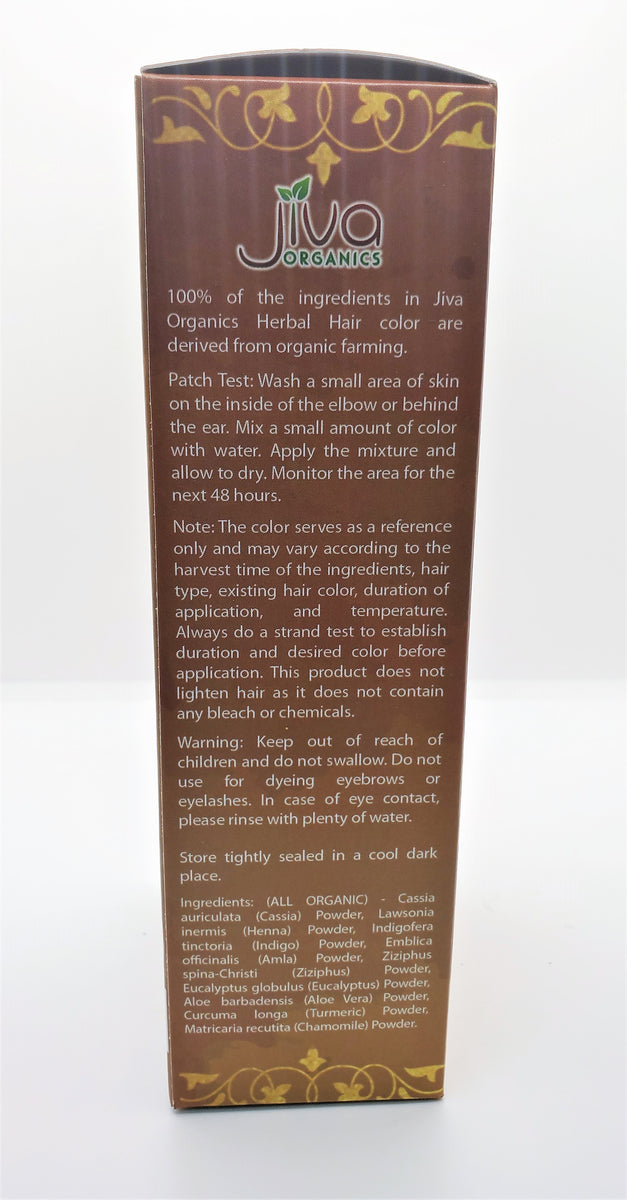 Jiva
ORGANICS
100% of the ingredients in Jiva
Organics Herbal Hair color are
derived from organic farming.
Patch Test: Wash a small area of skin
on the inside of the elbow or behind
the ear. Mix a small amount of color
with water. Apply the mixture and
allow to dry. Monitor the area for the
next 48 hours.
Note: The color serves as a reference
only and may vary according to the
harvest time of the ingredients, hair
type, existing hair color, duration of
application, and temperature.
Always do a strand test to establish
duration and desired color before
application. This product does not
lighten hair as it does not contain
any bleach or chemicals.
Warning: Keep out of reach of
children and do not swallow. Do not
use for dyeing eyebrows or
eyelashes. In case of eye contact,
please rinse with plenty of water.
Store tightly sealed in a cool dark
place.
Ingredients: (ALL ORGANIC) - Cassia
auriculata (Cassia) Powder, Lawsonia
inermis (Henna) Powder, Indigofera
tinctoria (Indigo) Powder, Emblica
officinalis (Amla) Powder, Ziziphus
spina-Christi (Ziziphus) Powder,
Eucalyptus globulus (Eucalyptus) Powder,
Aloe barbadensis (Aloe Vera) Powder,
Curcuma longa (Turmeric) Powder,
Matricaria recutita (Chamomile) Powder.